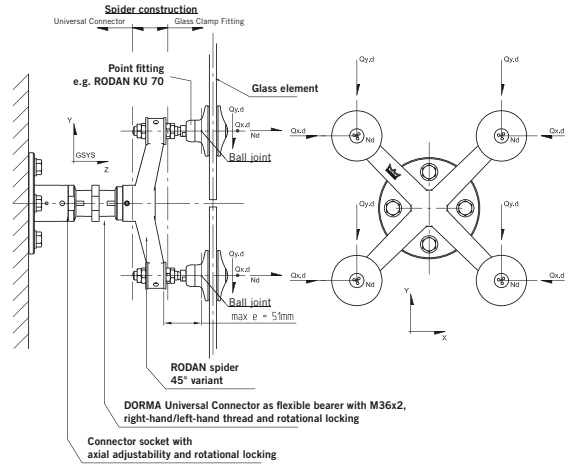 Spider construction
Universal Connector
Glass Clamp Fitting
Point fitting
e.g. RODAN KU 70
Glass element
Qy.d
Qx.d
Nd
Ball joint
Y
GSYS
Z
Qy.d
Qx.d
Nd
Ball joint
max e = 51mm
RODAN spider
45° variant
DORMA Universal Connector as flexible bearer with M36x2,
right-hand/left-hand thread and rotational locking
Connector socket with
axial adjustability and rotational locking
Qy.d
Qy.d
Qx.d
Nd
Nd
Qx.d
Qy.d
Qy.d
Qx.d
Nd
Nd
Qx.d
Y
X